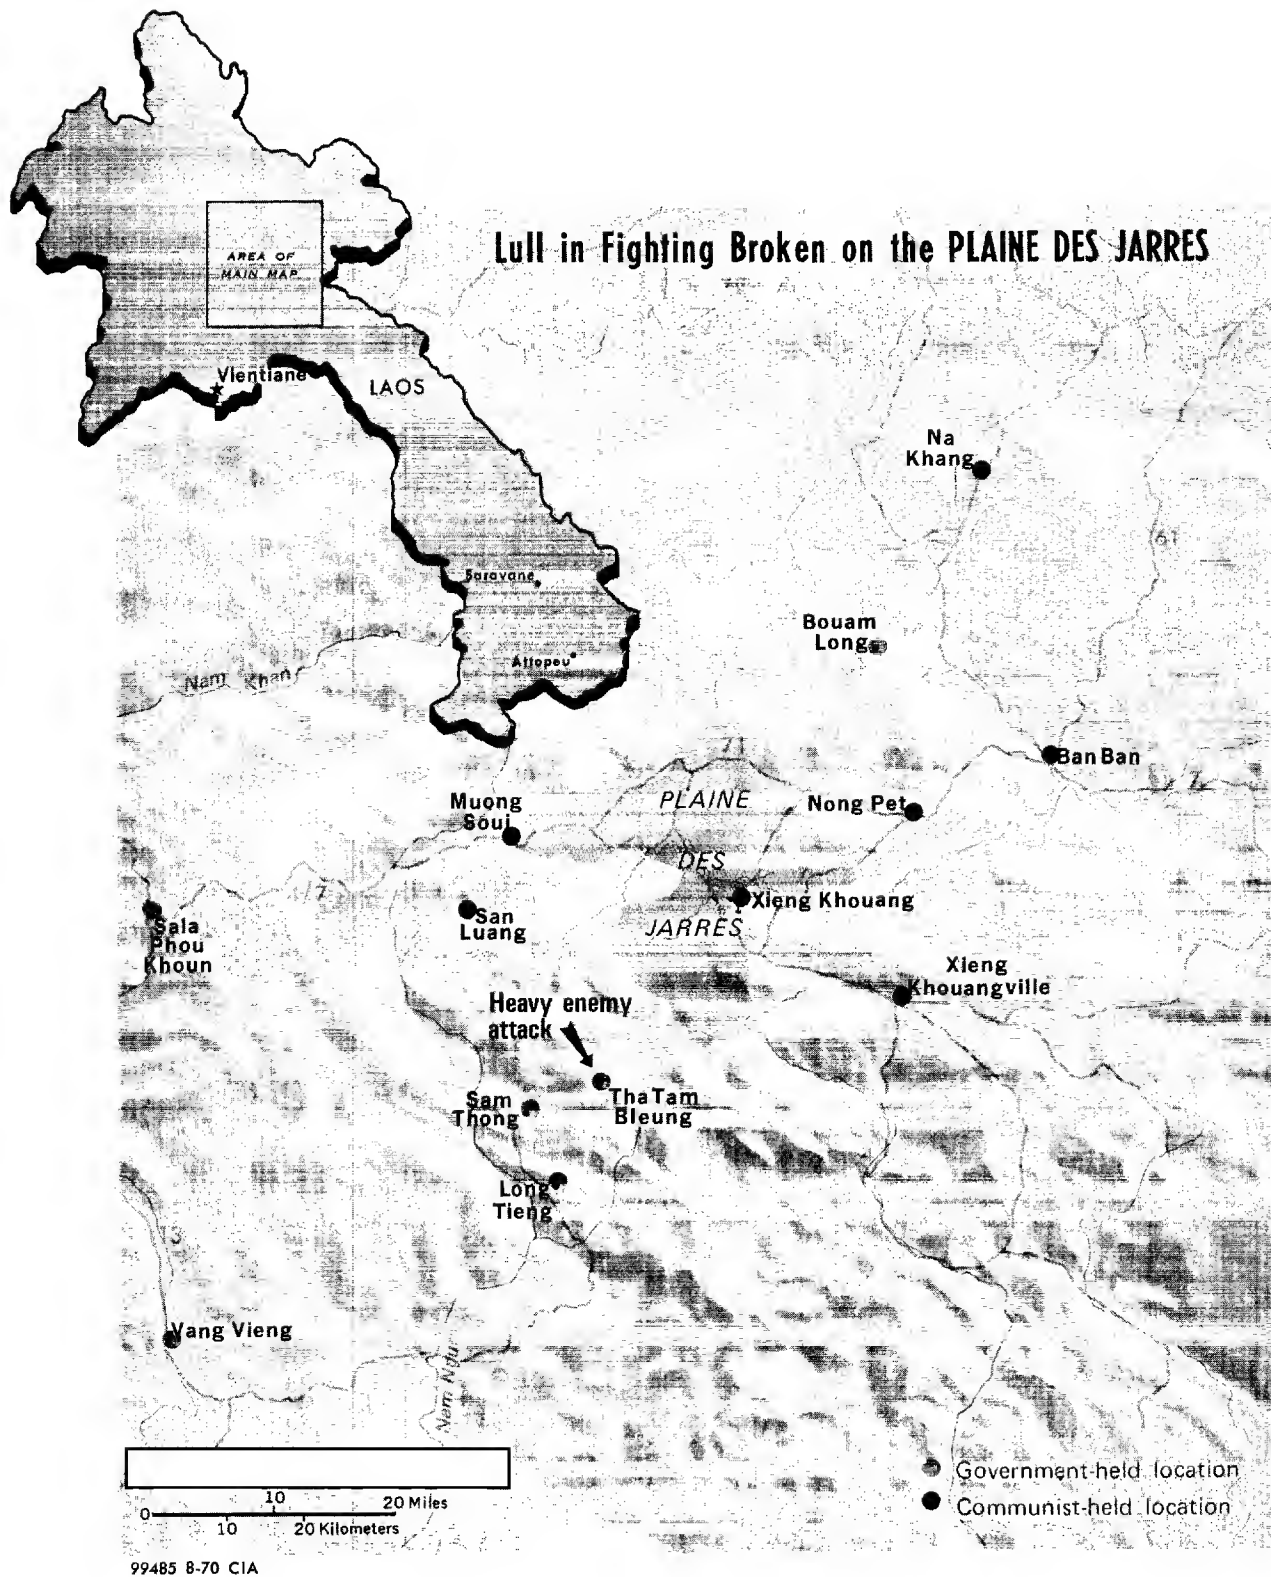 Lull in Fighting Broken on the PLAINE DES JARRES
AREA OF
MAIN MAP
Vientiane
LAOS
Saravane
Attopeu
Na
Khang
61
Bouam
Long
Nam Khan
Ban Ban
7
71
PLAINE
DES
JARRES
Nong Pet
Muong
Soui
Xieng Khouang
7
San
Luang
Sala
Phou
Khoun
Xieng
Khouangville
Heavy enemy
attack
Tha Tam
Bleung
Sam
Thong
Long
Tieng
Vang Vieng
Government-held location
Communist-held location
0 10 20 Miles
10 20 Kilometers
99485 8-70 CIA